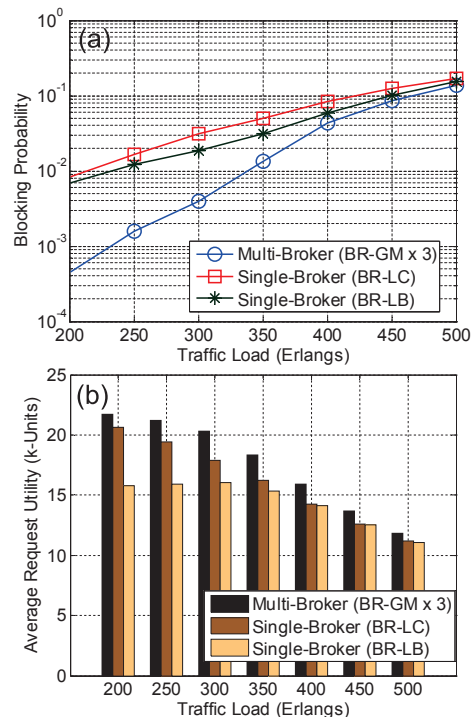 (a)
Blocking Probability
10^0
10^-1
10^-2
10^-3
10^-4
Multi-Broker (BR-GM x 3)
Single-Broker (BR-LC)
Single-Broker (BR-LB)
200 250 300 350 400 450 500
Traffic Load (Erlangs)
(b)
Average Request Utility (k-Units)
25
20
15
10
5
0
Multi-Broker (BR-GM x 3)
Single-Broker (BR-LC)
Single-Broker (BR-LB)
200 250 300 350 400 450 500
Traffic Load (Erlangs)